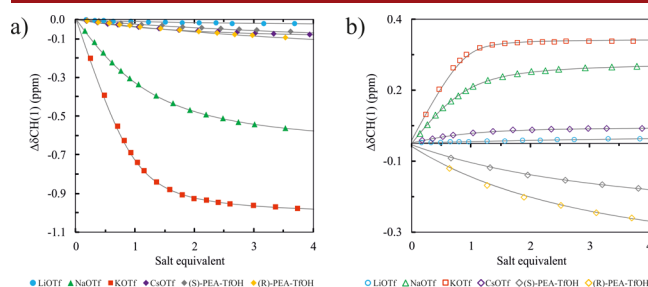 a)
ΔδCH(1) (ppm)
0.0
-0.1
-0.3
-0.5
-0.7
-0.9
-1.1
0 1 2 3 4
Salt equivalent
LiOTf NaOTf KOTf CsOTf (S)-PEA-TfOH (R)-PEA-TfOH
b)
ΔδCH(1) (ppm)
0.4
0.2
0
-0.1
-0.3
0 1 2 3 4
Salt equivalent
LiOTf NaOTf KOTf CsOTf (S)-PEA-TfOH (R)-PEA-TfOH